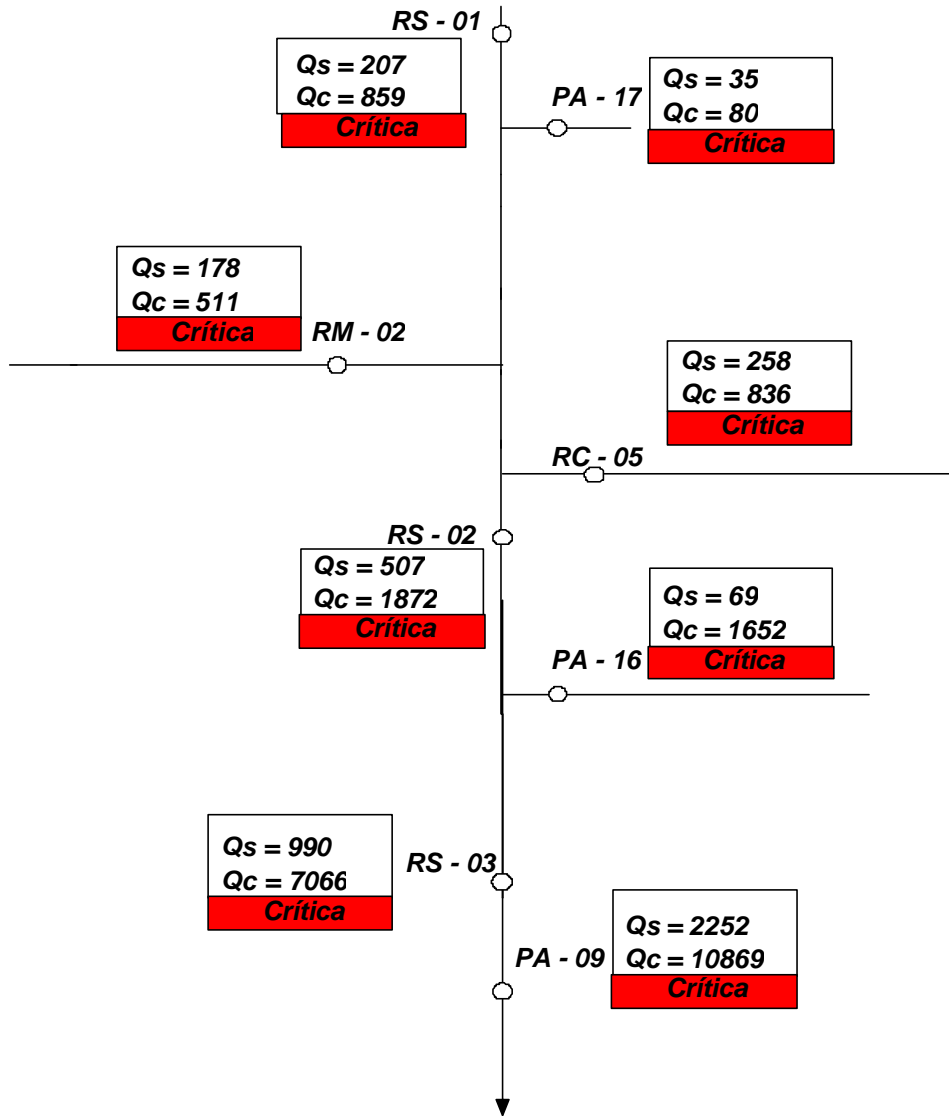 RS - 01
Qs = 207
Qc = 859
Crítica
PA - 17
Qs = 35
Qc = 80
Crítica
Qs = 178
Qc = 511
Crítica
RM - 02
Qs = 258
Qc = 836
Crítica
RC - 05
RS - 02
Qs = 507
Qc = 1872
Crítica
Qs = 69
Qc = 1652
Crítica
PA - 16
Qs = 990
Qc = 7066
Crítica
RS - 03
PA - 09
Qs = 2252
Qc = 10869
Crítica